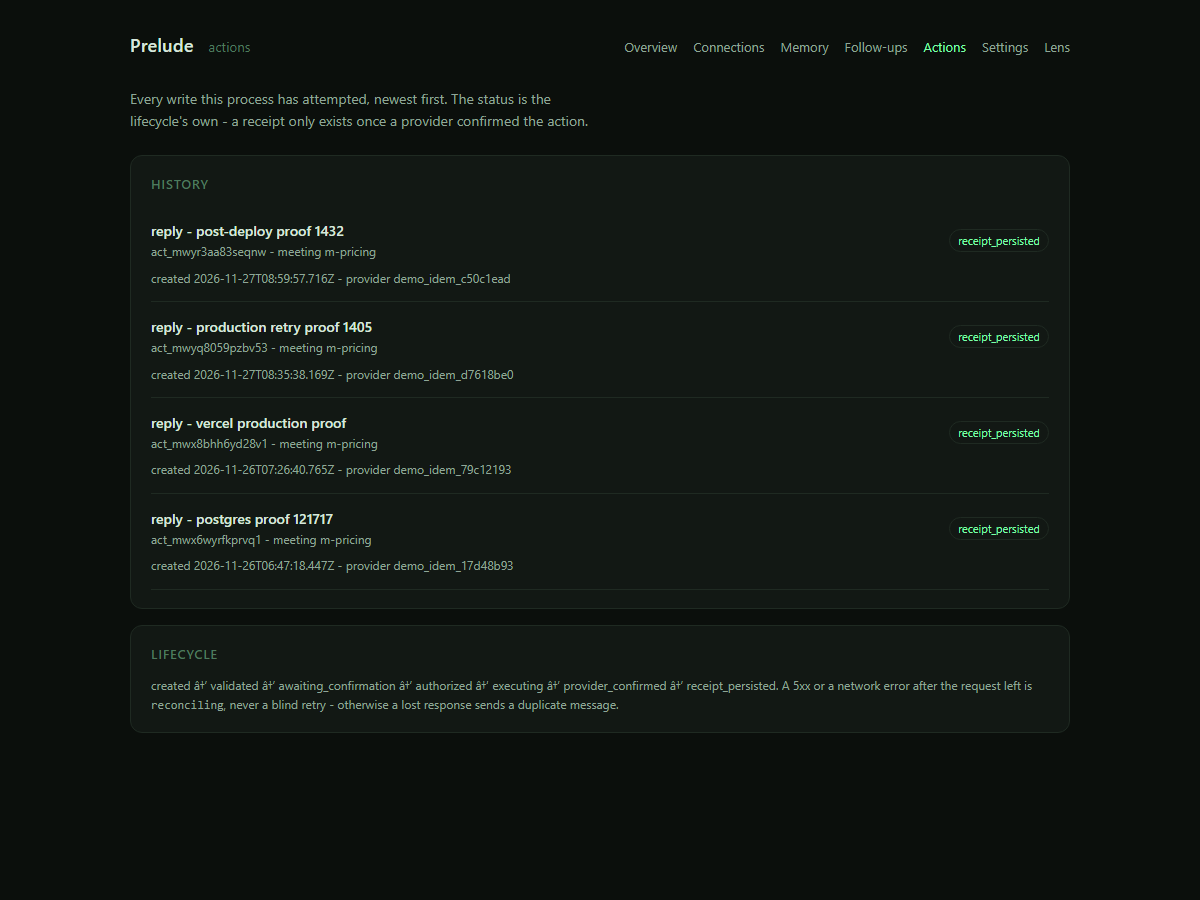 Prelude actions
Overview Connections Memory Follow-ups Actions Settings Lens
Every write this process has attempted, newest first. The status is the
lifecycle's own - a receipt only exists once a provider confirmed the action.
HISTORY
reply - post-deploy proof 1432
act_mwyr3aa83seqnw - meeting m-pricing
created 2026-11-27T08:59:57.716Z - provider demo_idem_c50c1ead
receipt_persisted
reply - production retry proof 1405
act_mwyq8059pzbv53 - meeting m-pricing
created 2026-11-27T08:35:38.169Z - provider demo_idem_d7618be0
receipt_persisted
reply - vercel production proof
act_mwx8bhh6yd28v1 - meeting m-pricing
created 2026-11-26T07:26:40.765Z - provider demo_idem_79c12193
receipt_persisted
reply - postgres proof 121717
act_mwx6wyrfkprvq1 - meeting m-pricing
created 2026-11-26T06:47:18.447Z - provider demo_idem_17d48b93
receipt_persisted
LIFECYCLE
created â†’ validated â†’ awaiting_confirmation â†’ authorized â†’ executing â†’ provider_confirmed â†’ receipt_persisted. A 5xx or a network error after the request left is
reconciling, never a blind retry - otherwise a lost response sends a duplicate message.